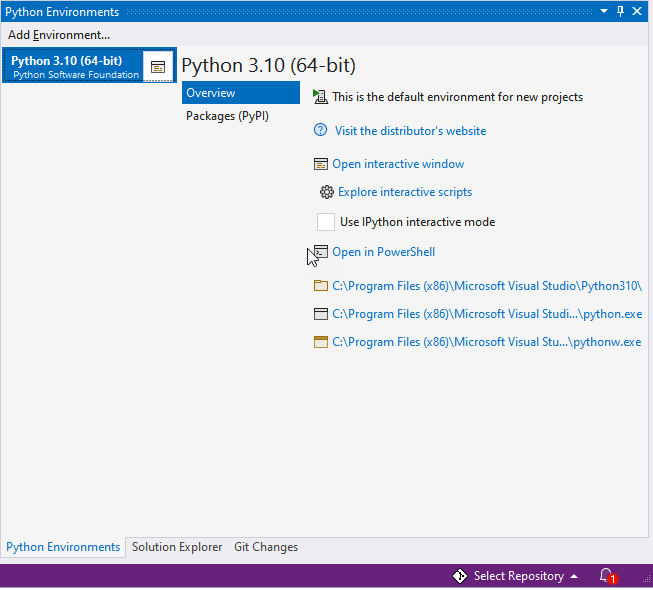 Python Environments
Add Environment...
Python 3.10 (64-bit)
Python Software Foundation
Python 3.10 (64-bit)
Overview
Packages (PyPI)
This is the default environment for new projects
Visit the distributor's website
Open interactive window
Explore interactive scripts
Use IPython interactive mode
Open in PowerShell
C:\Program Files (x86)\Microsoft Visual Studio\Python310\
C:\Program Files (x86)\Microsoft Visual Studi...\python.exe
C:\Program Files (x86)\Microsoft Visual Stu...\pythonw.exe
Python Environments Solution Explorer Git Changes
Select Repository 1